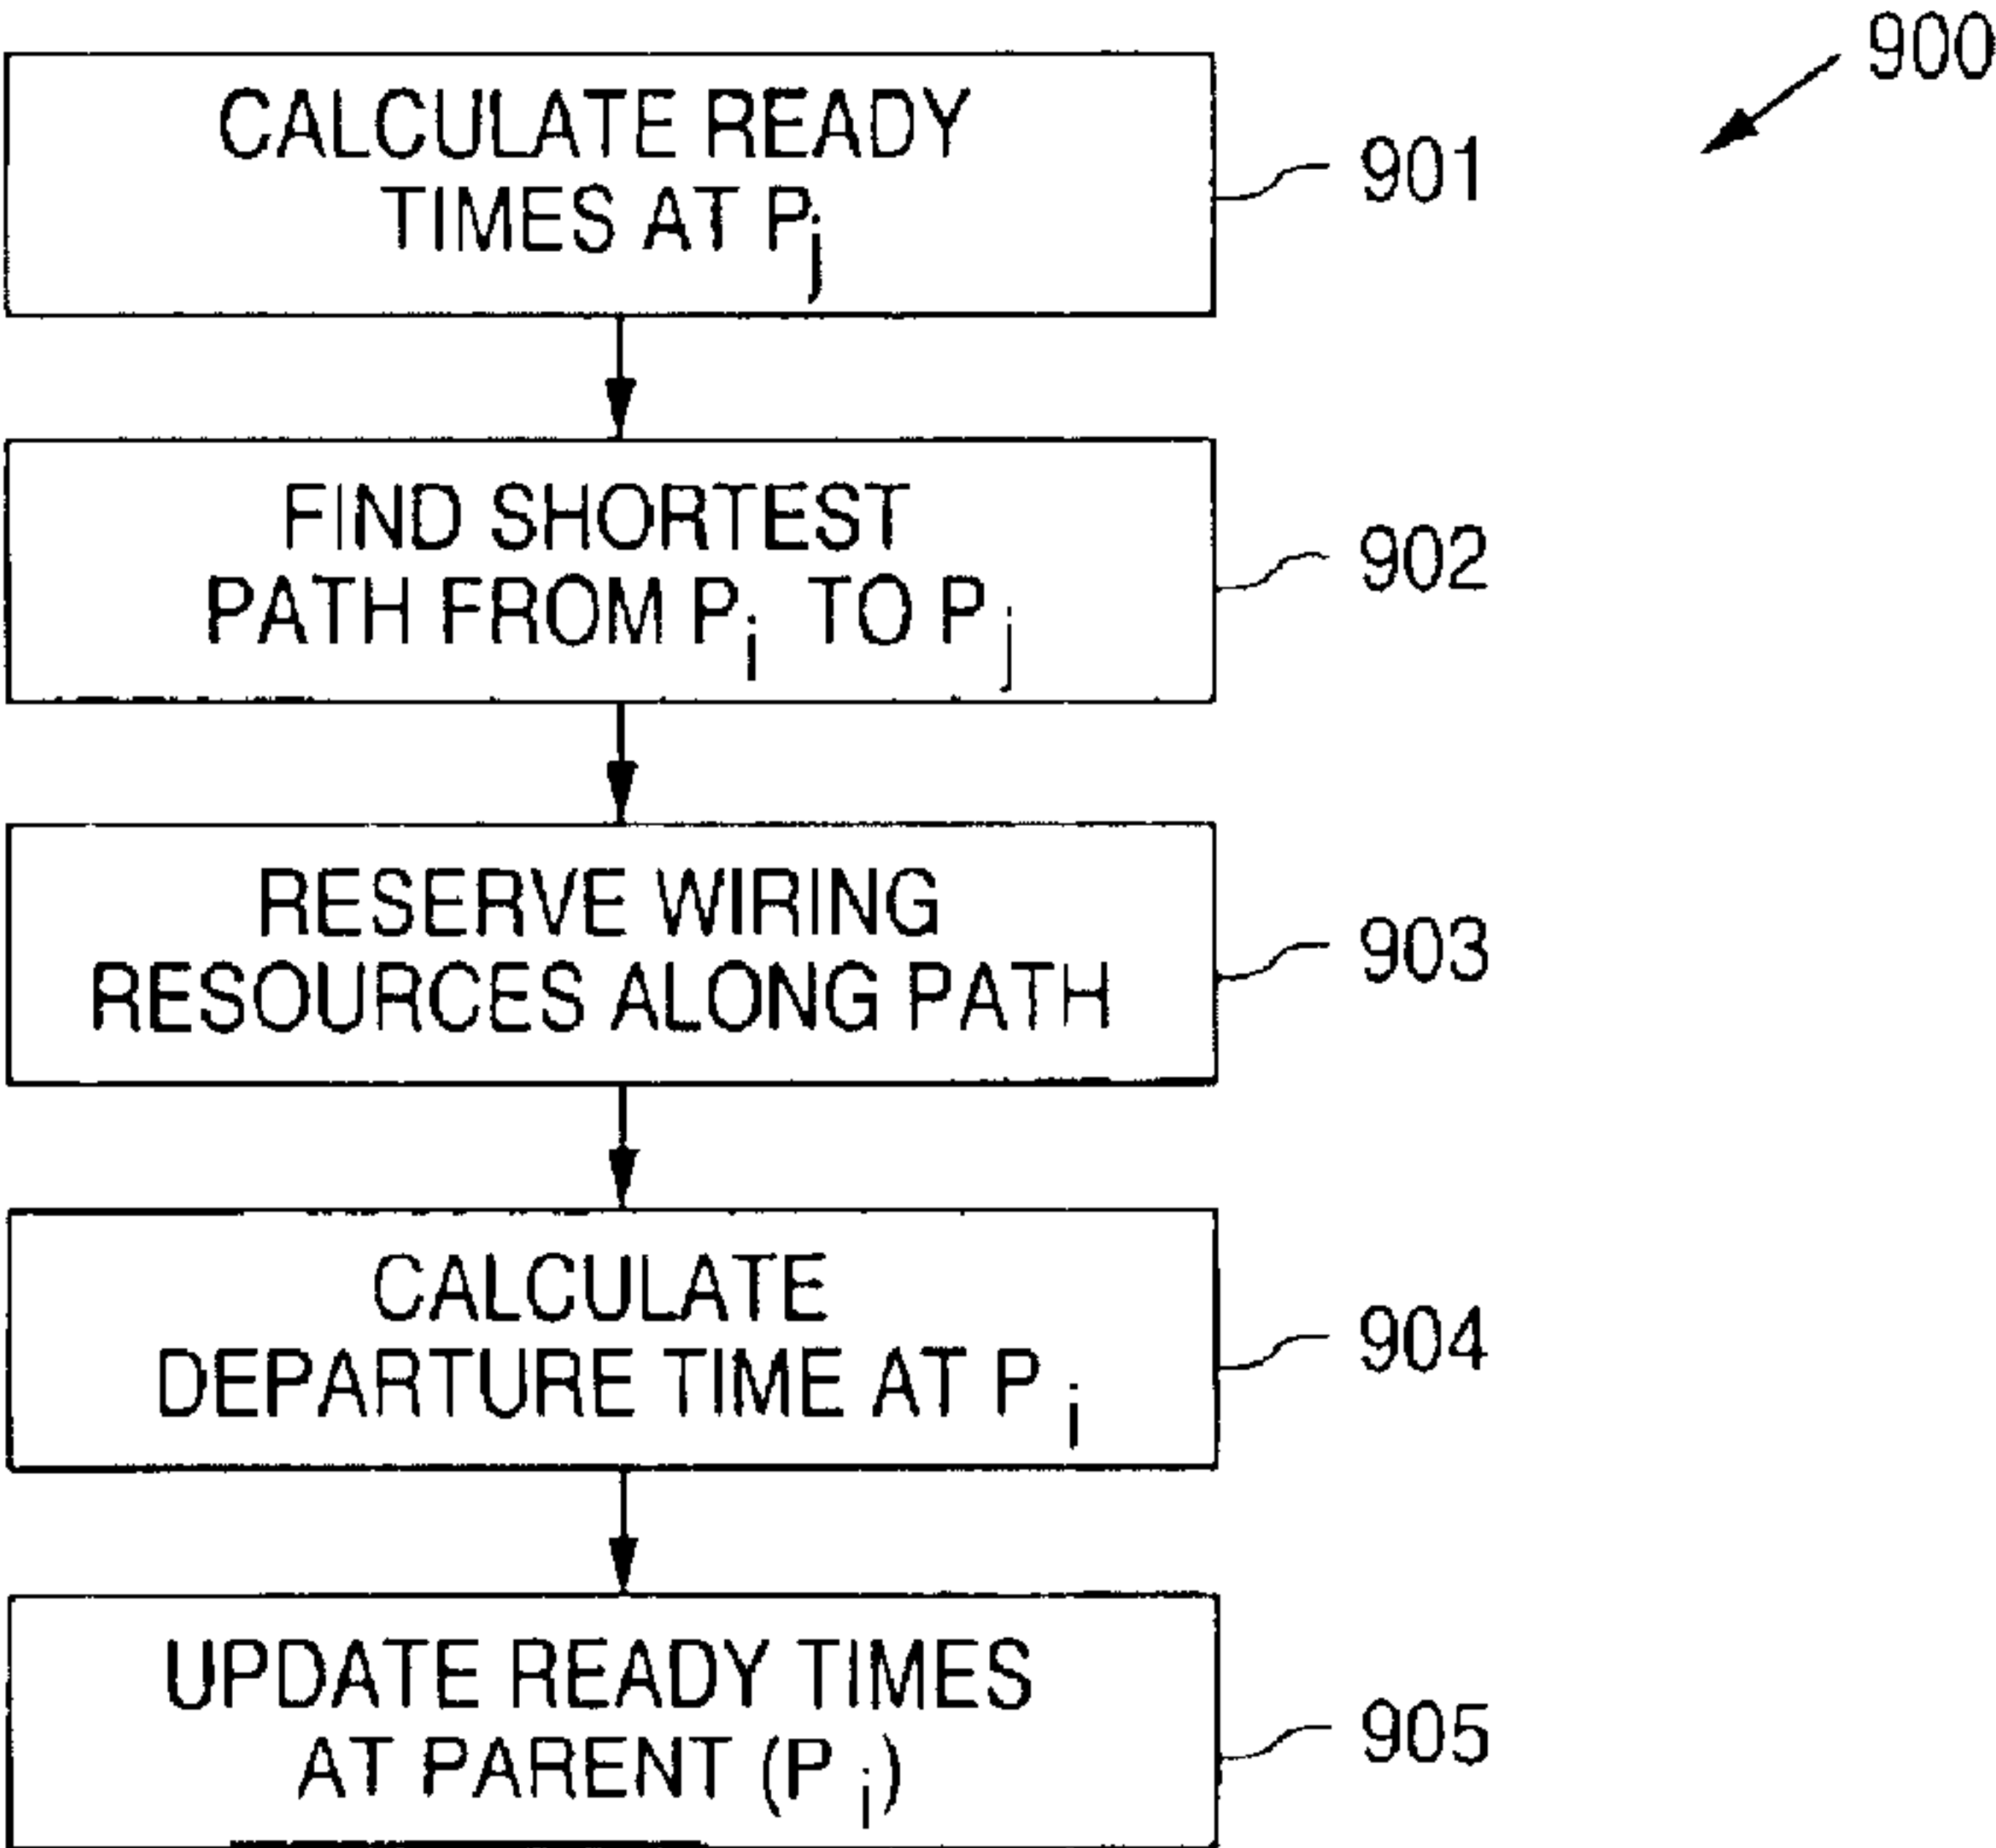 900
CALCULATE READY
TIMES AT Pj
901
FIND SHORTEST
PATH FROM Pi TO Pj
902
RESERVE WIRING
RESOURCES ALONG PATH
903
CALCULATE
DEPARTURE TIME AT Pi
904
UPDATE READY TIMES
AT PARENT (Pi)
905